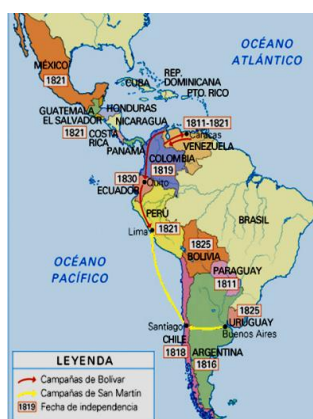 OCÉANO
ATLÁNTICO
MÉXICO
1821
CUBA
REP.
DOMINICANA
PTO. RICO
GUATEMALA
HONDURAS
EL SALVADOR
NICARAGUA
1821
COSTA
RICA
PANAMÁ
1811-1821
Caracas
VENEZUELA
COLOMBIA
1819
1830
Quito
ECUADOR
PERÚ
Lima
1821
BRASIL
1825
BOLIVIA
OCÉANO
PACÍFICO
PARAGUAY
1811
1825
URUGUAY
Santiago
Buenos Aires
CHILE
1818
ARGENTINA
1816
LEYENDA
Campañas de Bolívar
Campañas de San Martín
1819 Fecha de independencia